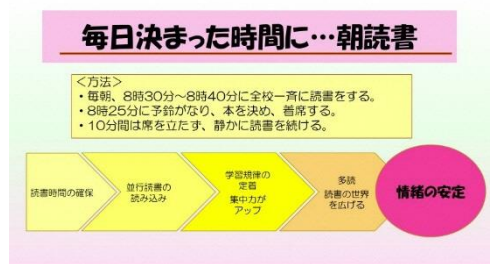 毎日決まった時間に…朝読書
＜方法＞
・毎朝、8時30分～8時40分に全校一斉に読書をする。
・8時25分に予鈴がなり、本を決め、着席する。
・10分間は席を立たず、静かに読書を続ける。
読書時間の確保
並行読書の
読み込み
学習規律の
定着
集中力が
アップ
多読
読書の世界
を広げる
情緒の安定